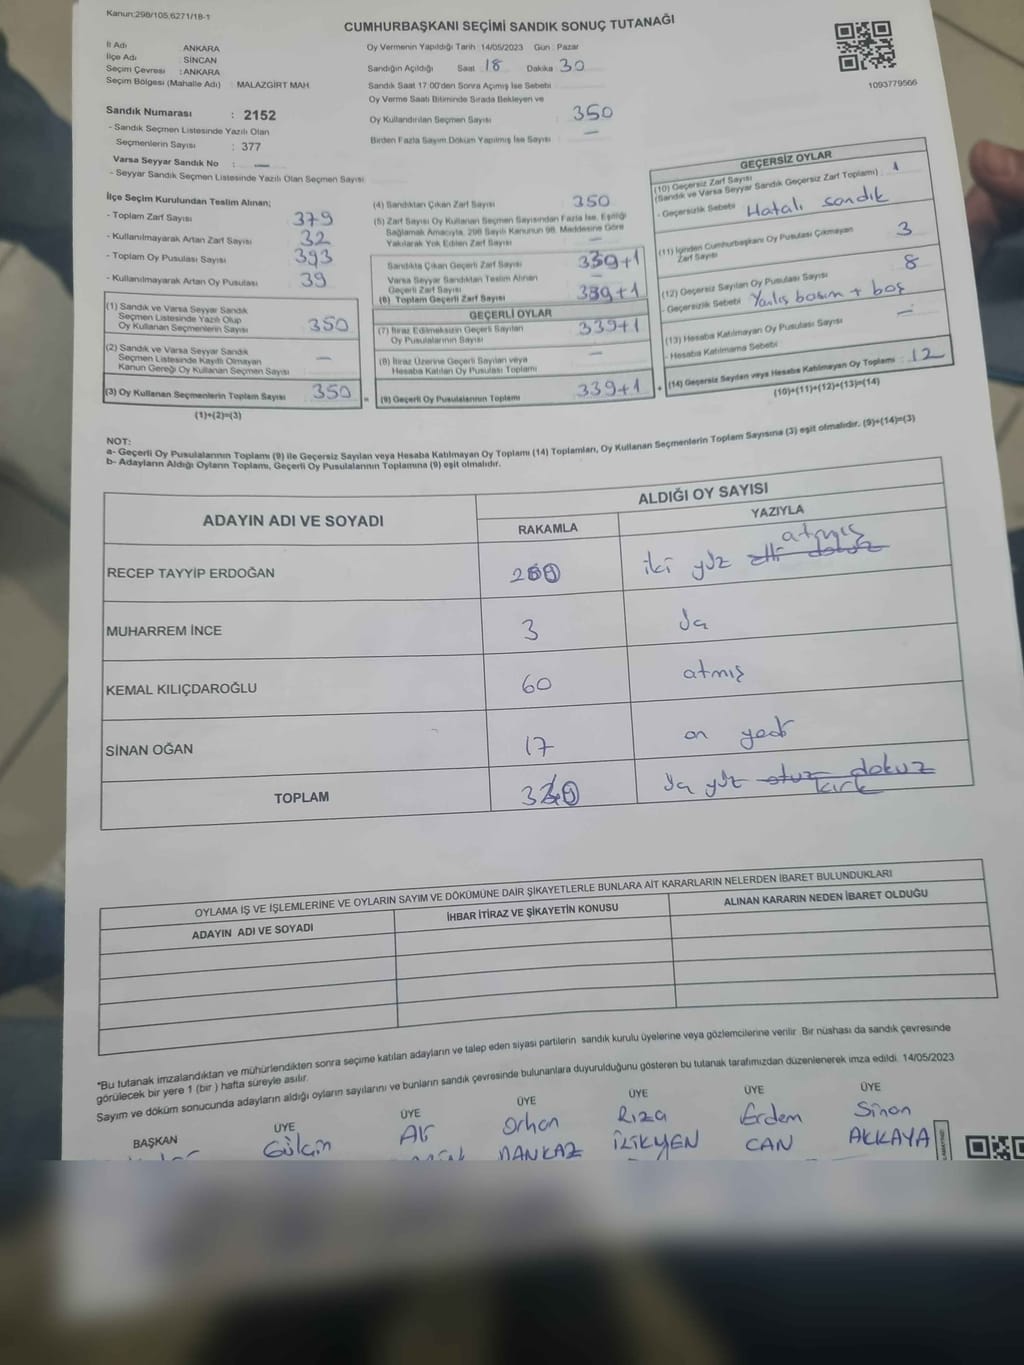 Kanun:298/105,6271/18-1
CUMHURBAŞKANI SEÇİMİ SANDIK SONUÇ TUTANAĞI
İl Adı : ANKARA
İlçe Adı : SİNCAN
Seçim Çevresi : ANKARA
Seçim Bölgesi (Mahalle Adı) : MALAZGİRT MAH
Sandık Numarası : 2152
- Sandık Seçmen Listesinde Yazılı Olan
Seçmenlerin Sayısı : 377
Varsa Seyyar Sandık No : —
- Seyyar Sandık Seçmen Listesinde Yazılı Olan Seçmen Sayısı
Oy Vermenin Yapıldığı Tarih : 14/05/2023 Gün : Pazar
Sandığın Açıldığı Saat 18 Dakika 30
Sandık Saat 17:00'den Sonra Açımış İse Sebebi
Oy Verme Saati Bitiminde Sırada Bekleyen ve
Oy Kullandırılan Seçmen Sayısı 350
Birden Fazla Sayım Döküm Yapılmış İse Sayısı —
1093779566
İlçe Seçim Kurulundan Teslim Alınan;
- Toplam Zarf Sayısı 379
- Kullanılmayarak Artan Zarf Sayısı 32
- Toplam Oy Pusulası Sayısı 393
- Kullanılmayarak Artan Oy Pusulası 39
(1) Sandık ve Varsa Seyyar Sandık
Seçmen Listesinde Yazılı Olup
Oy Kullanan Seçmenlerin Sayısı 350
(2) Sandık ve Varsa Seyyar Sandık
Seçmen Listesinde Kayıtlı Olmayan
Kanun Gereği Oy Kullanan Seçmen Sayısı —
(3) Oy Kullanan Seçmenlerin Toplam Sayısı 350
(1)+(2)=(3)
(4) Sandıktan Çıkan Zarf Sayısı 350
(5) Zarf Sayısı Oy Kullanan Seçmen Sayısından Fazla İse, Eşitliği
Sağlamak Amacıyla, 298 Sayılı Kanunun 98. Maddesine Göre
Yakılarak Yok Edilen Zarf Sayısı —
Sandıkta Çıkan Geçerli Zarf Sayısı 339+1
Varsa Seyyar Sandıktan Teslim Alınan
Geçerli Zarf Sayısı —
(6) Toplam Geçerli Zarf Sayısı 339+1
GEÇERLİ OYLAR
(7) İtiraz Edilmeksizin Geçerli Sayılan
Oy Pusulalarının Sayısı 339+1
(8) İtiraz Üzerine Geçerli Sayılan veya
Hesaba Katılan Oy Pusulası Toplamı —
= (9) Geçerli Oy Pusulalarının Toplamı 339+1
GEÇERSİZ OYLAR
(10) Geçersiz Zarf Sayısı
(Sandık ve Varsa Seyyar Sandık Geçersiz Zarf Toplamı) 1
- Geçersizlik Sebebi Hatalı sandık
(11) İçinden Cumhurbaşkanı Oy Pusulası Çıkmayan
Zarf Sayısı 3
(12) Geçersiz Sayılan Oy Pusulası Sayısı 8
- Geçersizlik Sebebi Yanlış basım + boş
(13) Hesaba Katılmayan Oy Pusulası Sayısı —
- Hesaba Katılmama Sebebi
+ (14) Geçersiz Sayılan veya Hesaba Katılmayan Oy Toplamı : 12
(10)+(11)+(12)+(13)=(14)
NOT:
a- Geçerli Oy Pusulalarının Toplamı (9) ile Geçersiz Sayılan veya Hesaba Katılmayan Oy Toplamı (14) Toplamları, Oy Kullanan Seçmenlerin Toplam Sayısına (3) eşit olmalıdır. (9)+(14)=(3)
b- Adayların Aldığı Oyların Toplamı, Geçerli Oy Pusulalarının Toplamına (9) eşit olmalıdır.
ADAYIN ADI VE SOYADI
ALDIĞI OY SAYISI
RAKAMLA YAZIYLA
RECEP TAYYİP ERDOĞAN iki yüz atmış
MUHARREM İNCE 3 Üç
KEMAL KILIÇDAROĞLU 60 atmış
SİNAN OĞAN 17 on yedi
TOPLAM yüz otuz dokuz kırk
OYLAMA İŞ VE İŞLEMLERİNE VE OYLARIN SAYIM VE DÖKÜMÜNE DAİR ŞİKAYETLERLE BUNLARA AİT KARARLARIN NELERDEN İBARET BULUNDUKLARI
ADAYIN ADI VE SOYADI İHBAR İTİRAZ VE ŞİKAYETİN KONUSU ALINAN KARARIN NEDEN İBARET OLDUĞU
"Bu tutanak imzalandıktan ve mühürlendikten sonra seçime katılan adayların ve talep eden siyasi partilerin sandık kurulu üyelerine veya gözlemcilerine verilir. Bir nüshası da sandık çevresinde
görülecek bir yere 1 (bir ) hafta süreyle asılır.
Sayım ve döküm sonucunda adayların aldığı oyların sayılarını ve bunların sandık çevresinde bulunanlara duyurulduğunu gösteren bu tutanak tarafımızdan düzenlenerek imza edildi. 14/05/2023
BAŞKAN ÜYE ÜYE ÜYE ÜYE ÜYE ÜYE
Gülçin Ali Orhan Rıza Erdem Sinan
CAN AKKAYA